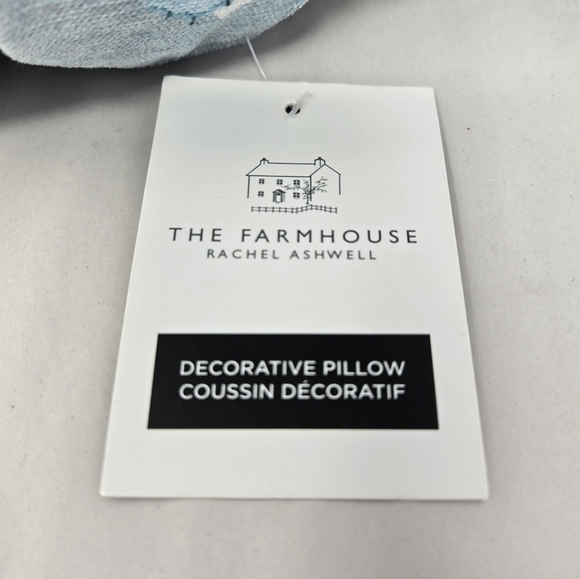 THE FARMHOUSE
RACHEL ASHWELL
DECORATIVE PILLOW
COUSSIN DÉCORATIF